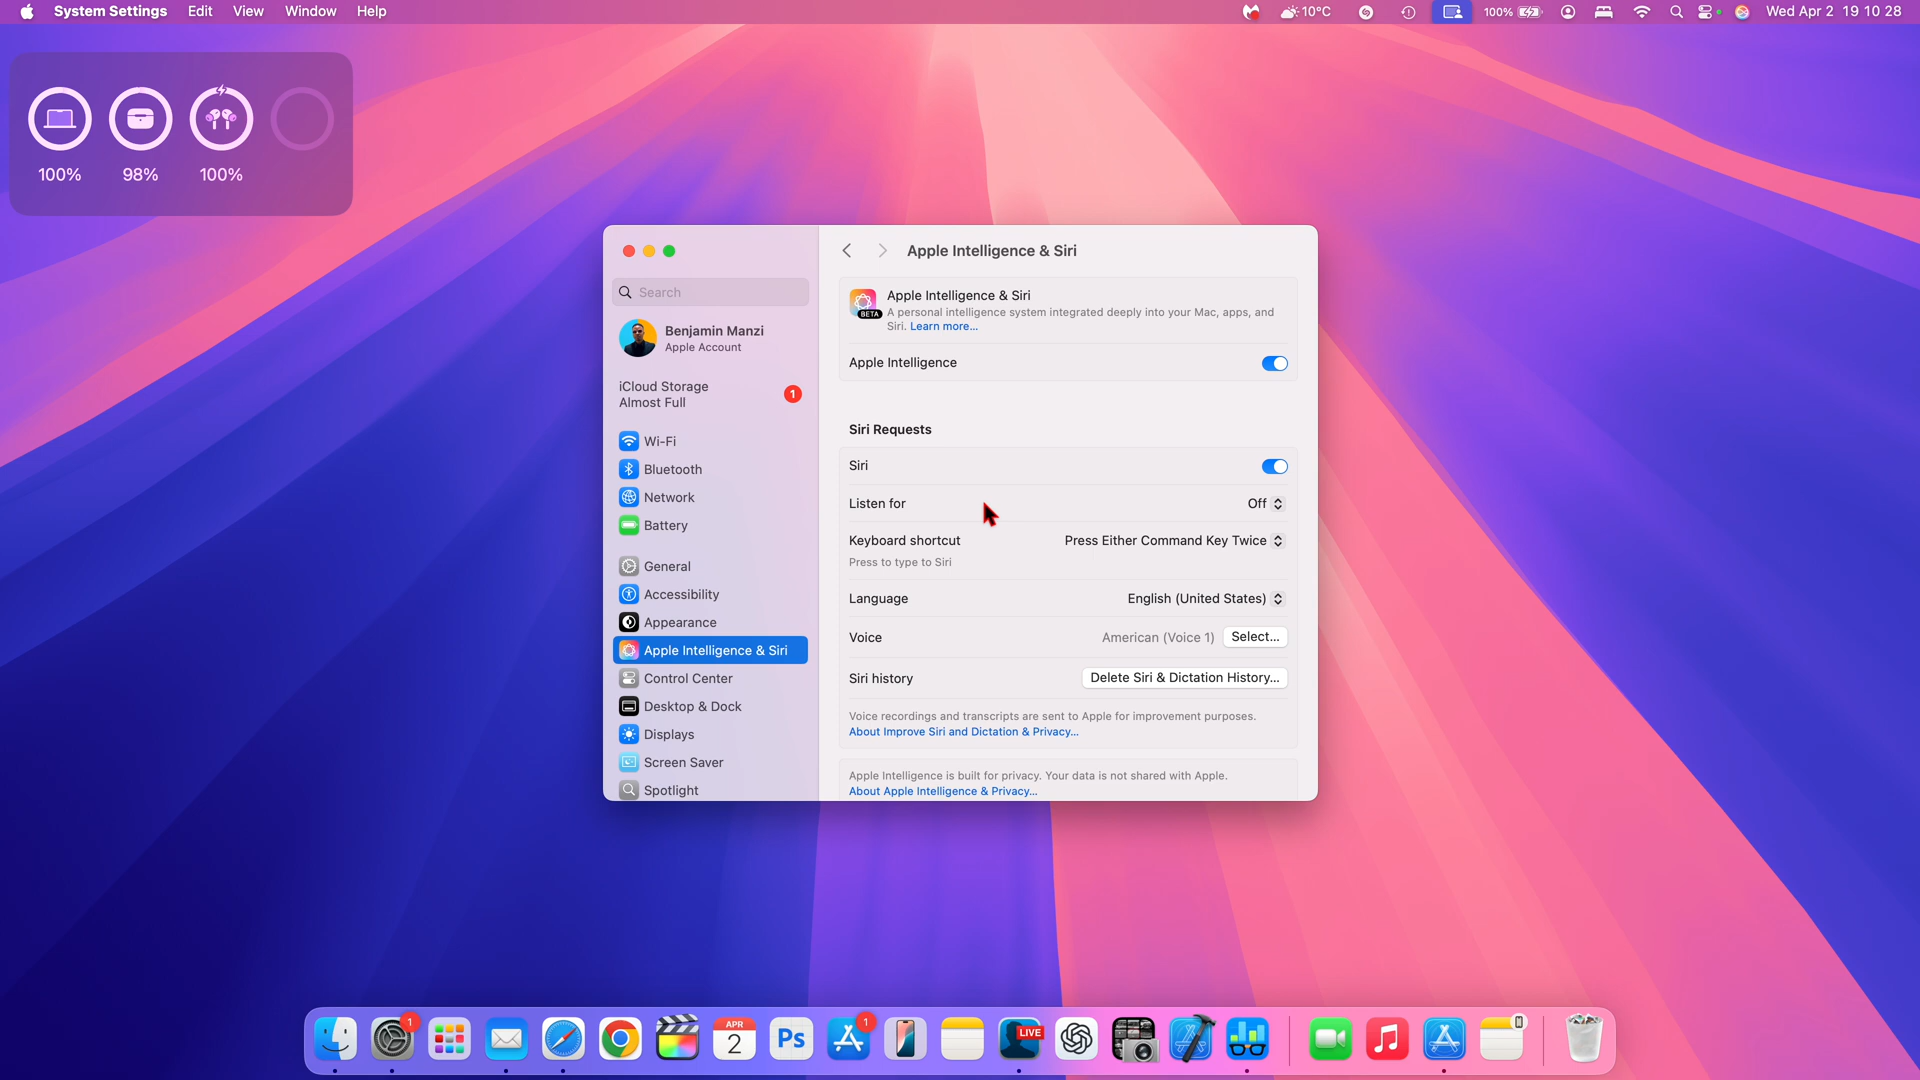 System Settings Edit View Window Help
10°C 100% Wed Apr 2 19 10 28
100% 98% 100%
Apple Intelligence & Siri
Search
Benjamin Manzi
Apple Account
iCloud Storage
Almost Full
1
Wi-Fi
Bluetooth
Network
Battery
General
Accessibility
Appearance
Apple Intelligence & Siri
Control Center
Desktop & Dock
Displays
Screen Saver
Spotlight
BETA
Apple Intelligence & Siri
A personal intelligence system integrated deeply into your Mac, apps, and
Siri. Learn more...
Apple Intelligence
Siri Requests
Siri
Listen for Off
Keyboard shortcut Press Either Command Key Twice
Press to type to Siri
Language English (United States)
Voice American (Voice 1) Select...
Siri history Delete Siri & Dictation History...
Voice recordings and transcripts are sent to Apple for improvement purposes.
About Improve Siri and Dictation & Privacy...
Apple Intelligence is built for privacy. Your data is not shared with Apple.
About Apple Intelligence & Privacy...
1
APR
2
Ps
1
LIVE